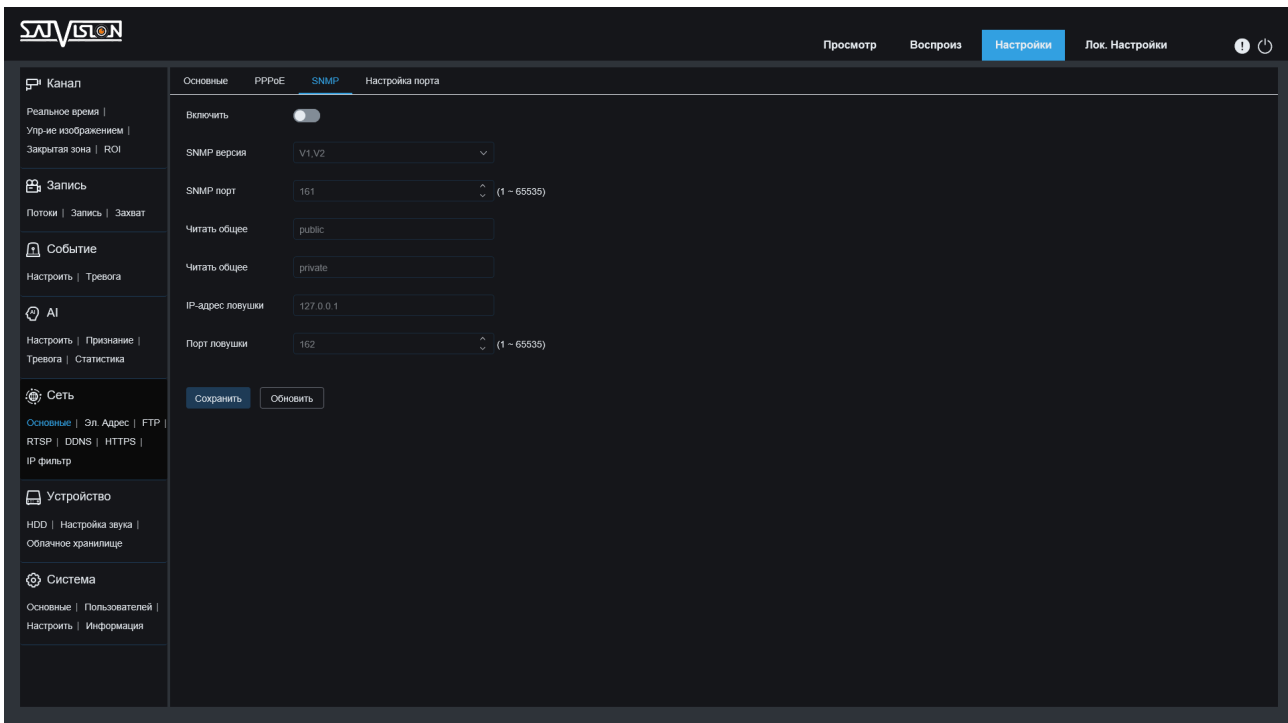 SATVISION
Просмотр Воспроиз Настройки Лок. Настройки
Канал
Реальное время |
Упр-ие изображением |
Закрытая зона | ROI
Запись
Потоки | Запись | Захват
Событие
Настроить | Тревога
AI
Настроить | Признание |
Тревога | Статистика
Сеть
Основные | Эл. Адрес | FTP |
RTSP | DDNS | HTTPS |
IP фильтр
Устройство
HDD | Настройка звука |
Облачное хранилище
Система
Основные | Пользователей |
Настроить | Информация
Основные PPPoE SNMP Настройка порта
Включить
SNMP версия V1,V2
SNMP порт 161 (1 ~ 65535)
Читать общее public
Читать общее private
IP-адрес ловушки 127.0.0.1
Порт ловушки 162 (1 ~ 65535)
Сохранить Обновить